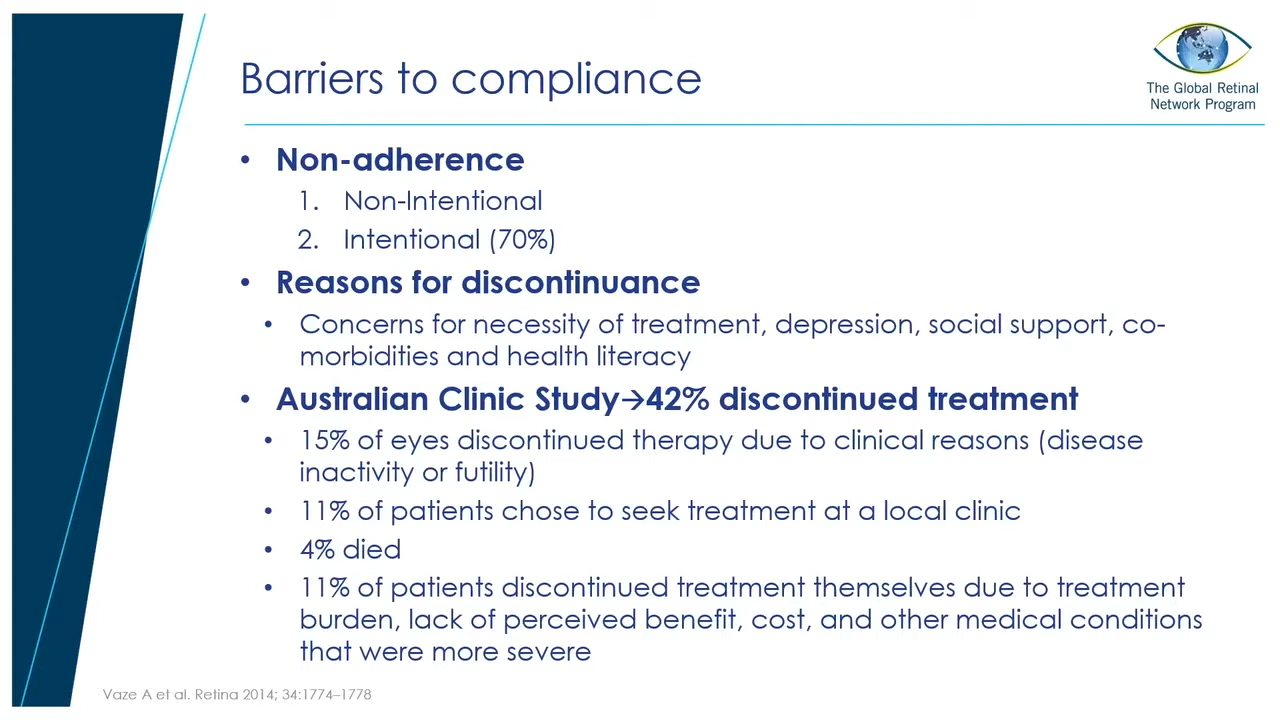 Barriers to compliance
The Global Retinal
Network Program
• Non-adherence
1. Non-Intentional
2. Intentional (70%)
• Reasons for discontinuance
• Concerns for necessity of treatment, depression, social support, co-
morbidities and health literacy
• Australian Clinic Study→42% discontinued treatment
• 15% of eyes discontinued therapy due to clinical reasons (disease
inactivity or futility)
• 11% of patients chose to seek treatment at a local clinic
• 4% died
• 11% of patients discontinued treatment themselves due to treatment
burden, lack of perceived benefit, cost, and other medical conditions
that were more severe
Vaze A et al. Retina 2014; 34:1774–1778